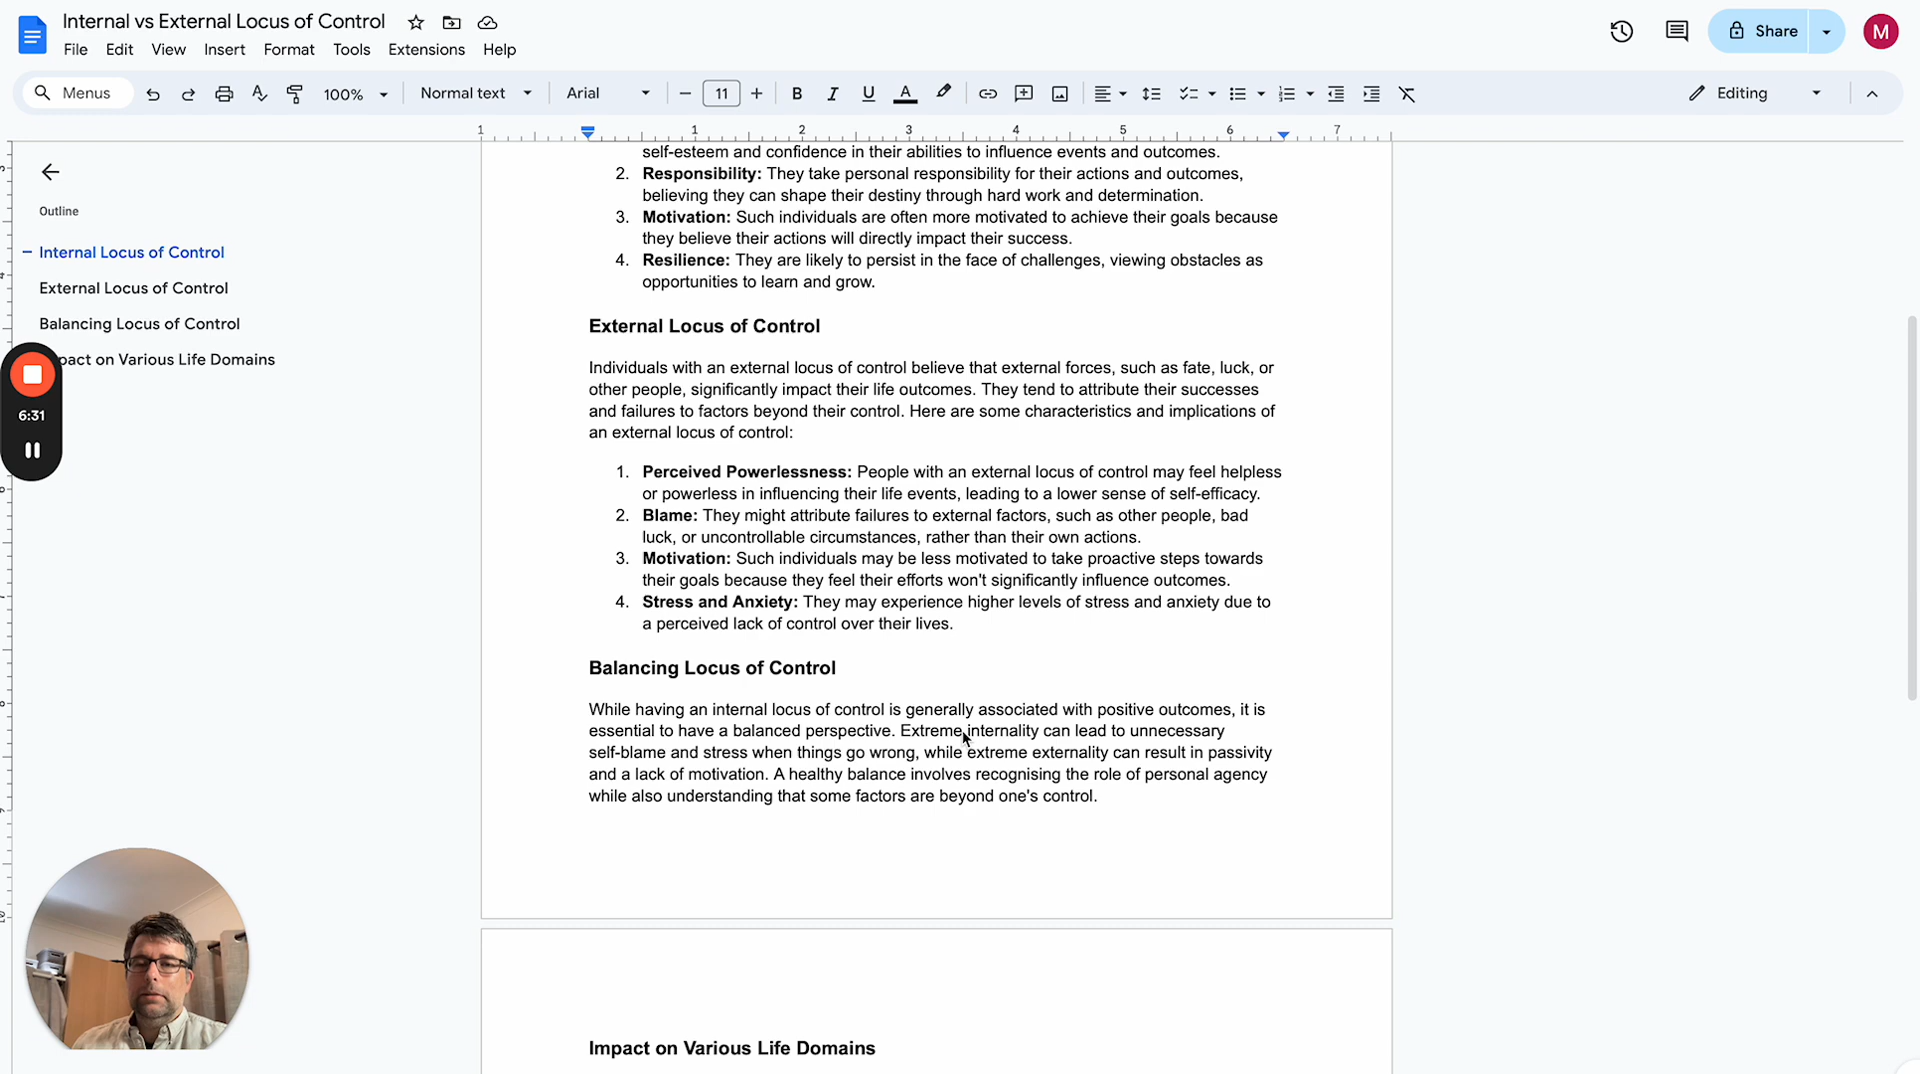 Internal vs External Locus of Control
File Edit View Insert Format Tools Extensions Help
Share
M
Menus
100%
Normal text
Arial
11
B I U A
Editing
1 1 2 3 4 5 6 7
Outline
Internal Locus of Control
External Locus of Control
Balancing Locus of Control
pact on Various Life Domains
6:31
self-esteem and confidence in their abilities to influence events and outcomes.
2. Responsibility: They take personal responsibility for their actions and outcomes,
believing they can shape their destiny through hard work and determination.
3. Motivation: Such individuals are often more motivated to achieve their goals because
they believe their actions will directly impact their success.
4. Resilience: They are likely to persist in the face of challenges, viewing obstacles as
opportunities to learn and grow.
External Locus of Control
Individuals with an external locus of control believe that external forces, such as fate, luck, or
other people, significantly impact their life outcomes. They tend to attribute their successes
and failures to factors beyond their control. Here are some characteristics and implications of
an external locus of control:
1. Perceived Powerlessness: People with an external locus of control may feel helpless
or powerless in influencing their life events, leading to a lower sense of self-efficacy.
2. Blame: They might attribute failures to external factors, such as other people, bad
luck, or uncontrollable circumstances, rather than their own actions.
3. Motivation: Such individuals may be less motivated to take proactive steps towards
their goals because they feel their efforts won't significantly influence outcomes.
4. Stress and Anxiety: They may experience higher levels of stress and anxiety due to
a perceived lack of control over their lives.
Balancing Locus of Control
While having an internal locus of control is generally associated with positive outcomes, it is
essential to have a balanced perspective. Extreme internality can lead to unnecessary
self-blame and stress when things go wrong, while extreme externality can result in passivity
and a lack of motivation. A healthy balance involves recognising the role of personal agency
while also understanding that some factors are beyond one's control.
Impact on Various Life Domains